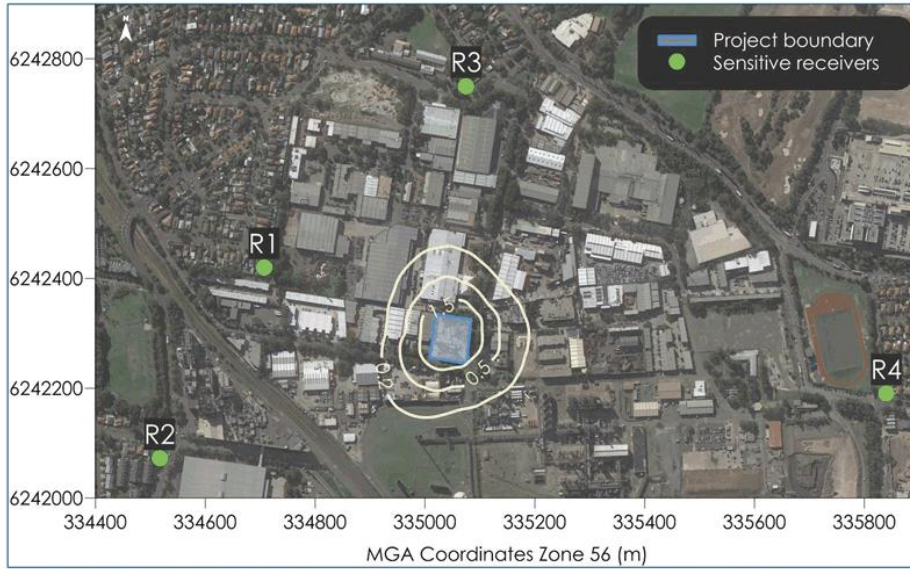 N
Project boundary
Sensitive receivers
6242800
6242600
6242400
6242200
6242000
R3
R1
R4
R2
1.5
0.5
0.2
334400
334600
334800
335000
335200
335400
335600
335800
MGA Coordinates Zone 56 (m)